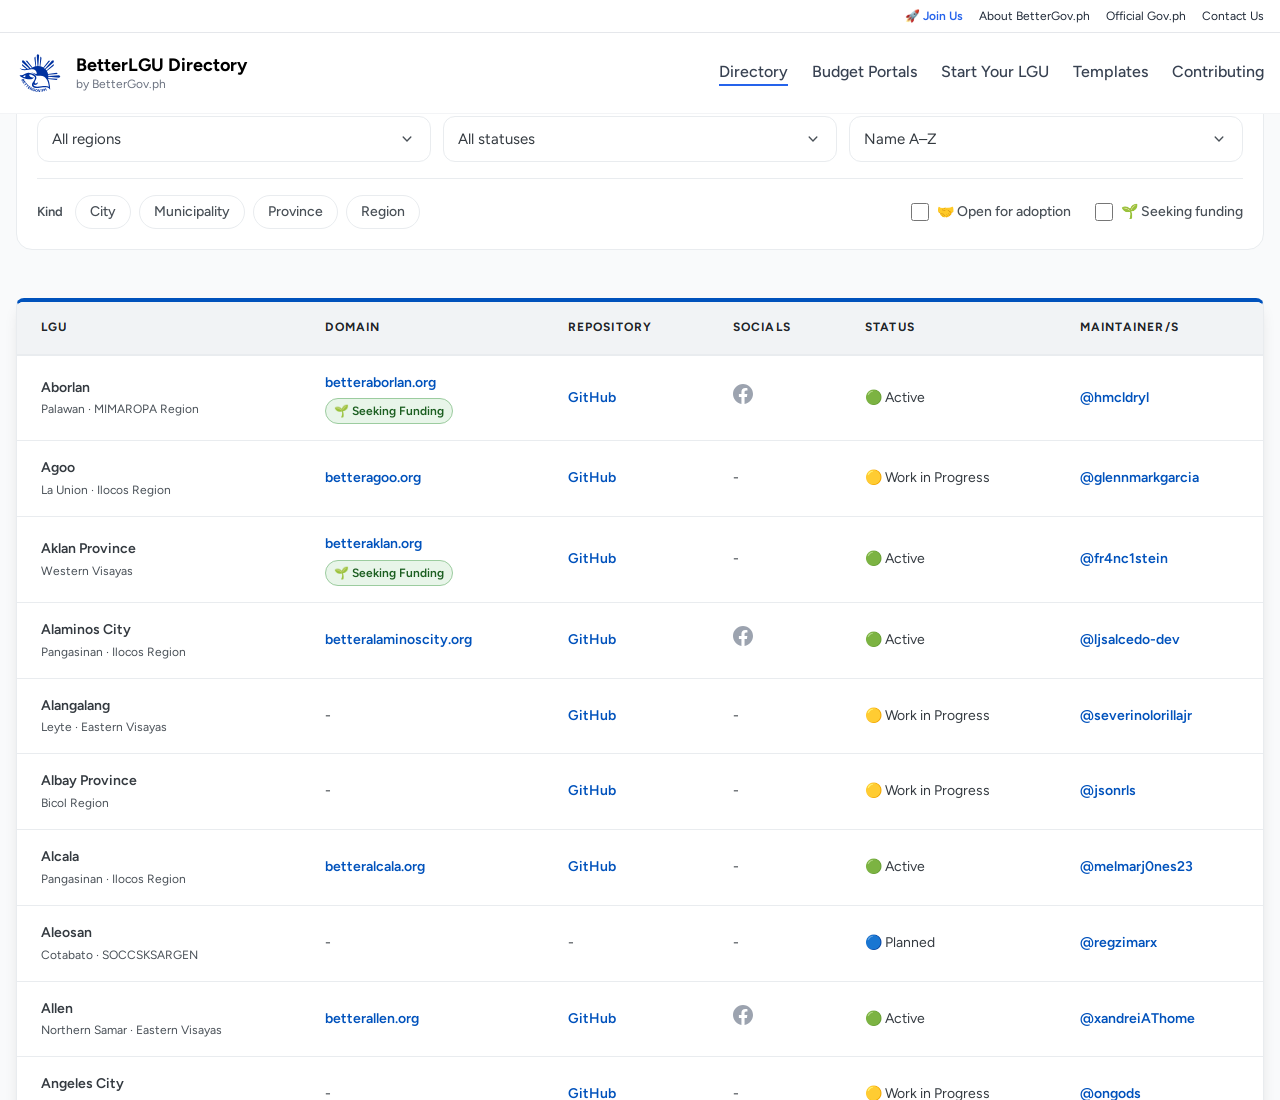 🚀 Join Us About BetterGov.ph Official Gov.ph Contact Us
BetterLGU Directory
by BetterGov.ph
Directory Budget Portals Start Your LGU Templates Contributing
All regions All statuses Name A–Z
Kind City Municipality Province Region 🤝 Open for adoption 🌱 Seeking funding
LGU DOMAIN REPOSITORY SOCIALS STATUS MAINTAINER/S
Aborlan
Palawan · MIMAROPA Region
betteraborlan.org
🌱 Seeking Funding
GitHub
🟢 Active
@hmcldryl
Agoo
La Union · Ilocos Region
betteragoo.org
GitHub
-
🟡 Work in Progress
@glennmarkgarcia
Aklan Province
Western Visayas
betteraklan.org
🌱 Seeking Funding
GitHub
-
🟢 Active
@fr4nc1stein
Alaminos City
Pangasinan · Ilocos Region
betteralaminoscity.org
GitHub
🟢 Active
@ljsalcedo-dev
Alangalang
Leyte · Eastern Visayas
-
GitHub
-
🟡 Work in Progress
@severinolorillajr
Albay Province
Bicol Region
-
GitHub
-
🟡 Work in Progress
@jsonrls
Alcala
Pangasinan · Ilocos Region
betteralcala.org
GitHub
-
🟢 Active
@melmarj0nes23
Aleosan
Cotabato · SOCCSKSARGEN
-
-
-
🔵 Planned
@regzimarx
Allen
Northern Samar · Eastern Visayas
betterallen.org
GitHub
🟢 Active
@xandreiAThome
Angeles City
-
GitHub
-
🟡 Work in Progress
@ongods